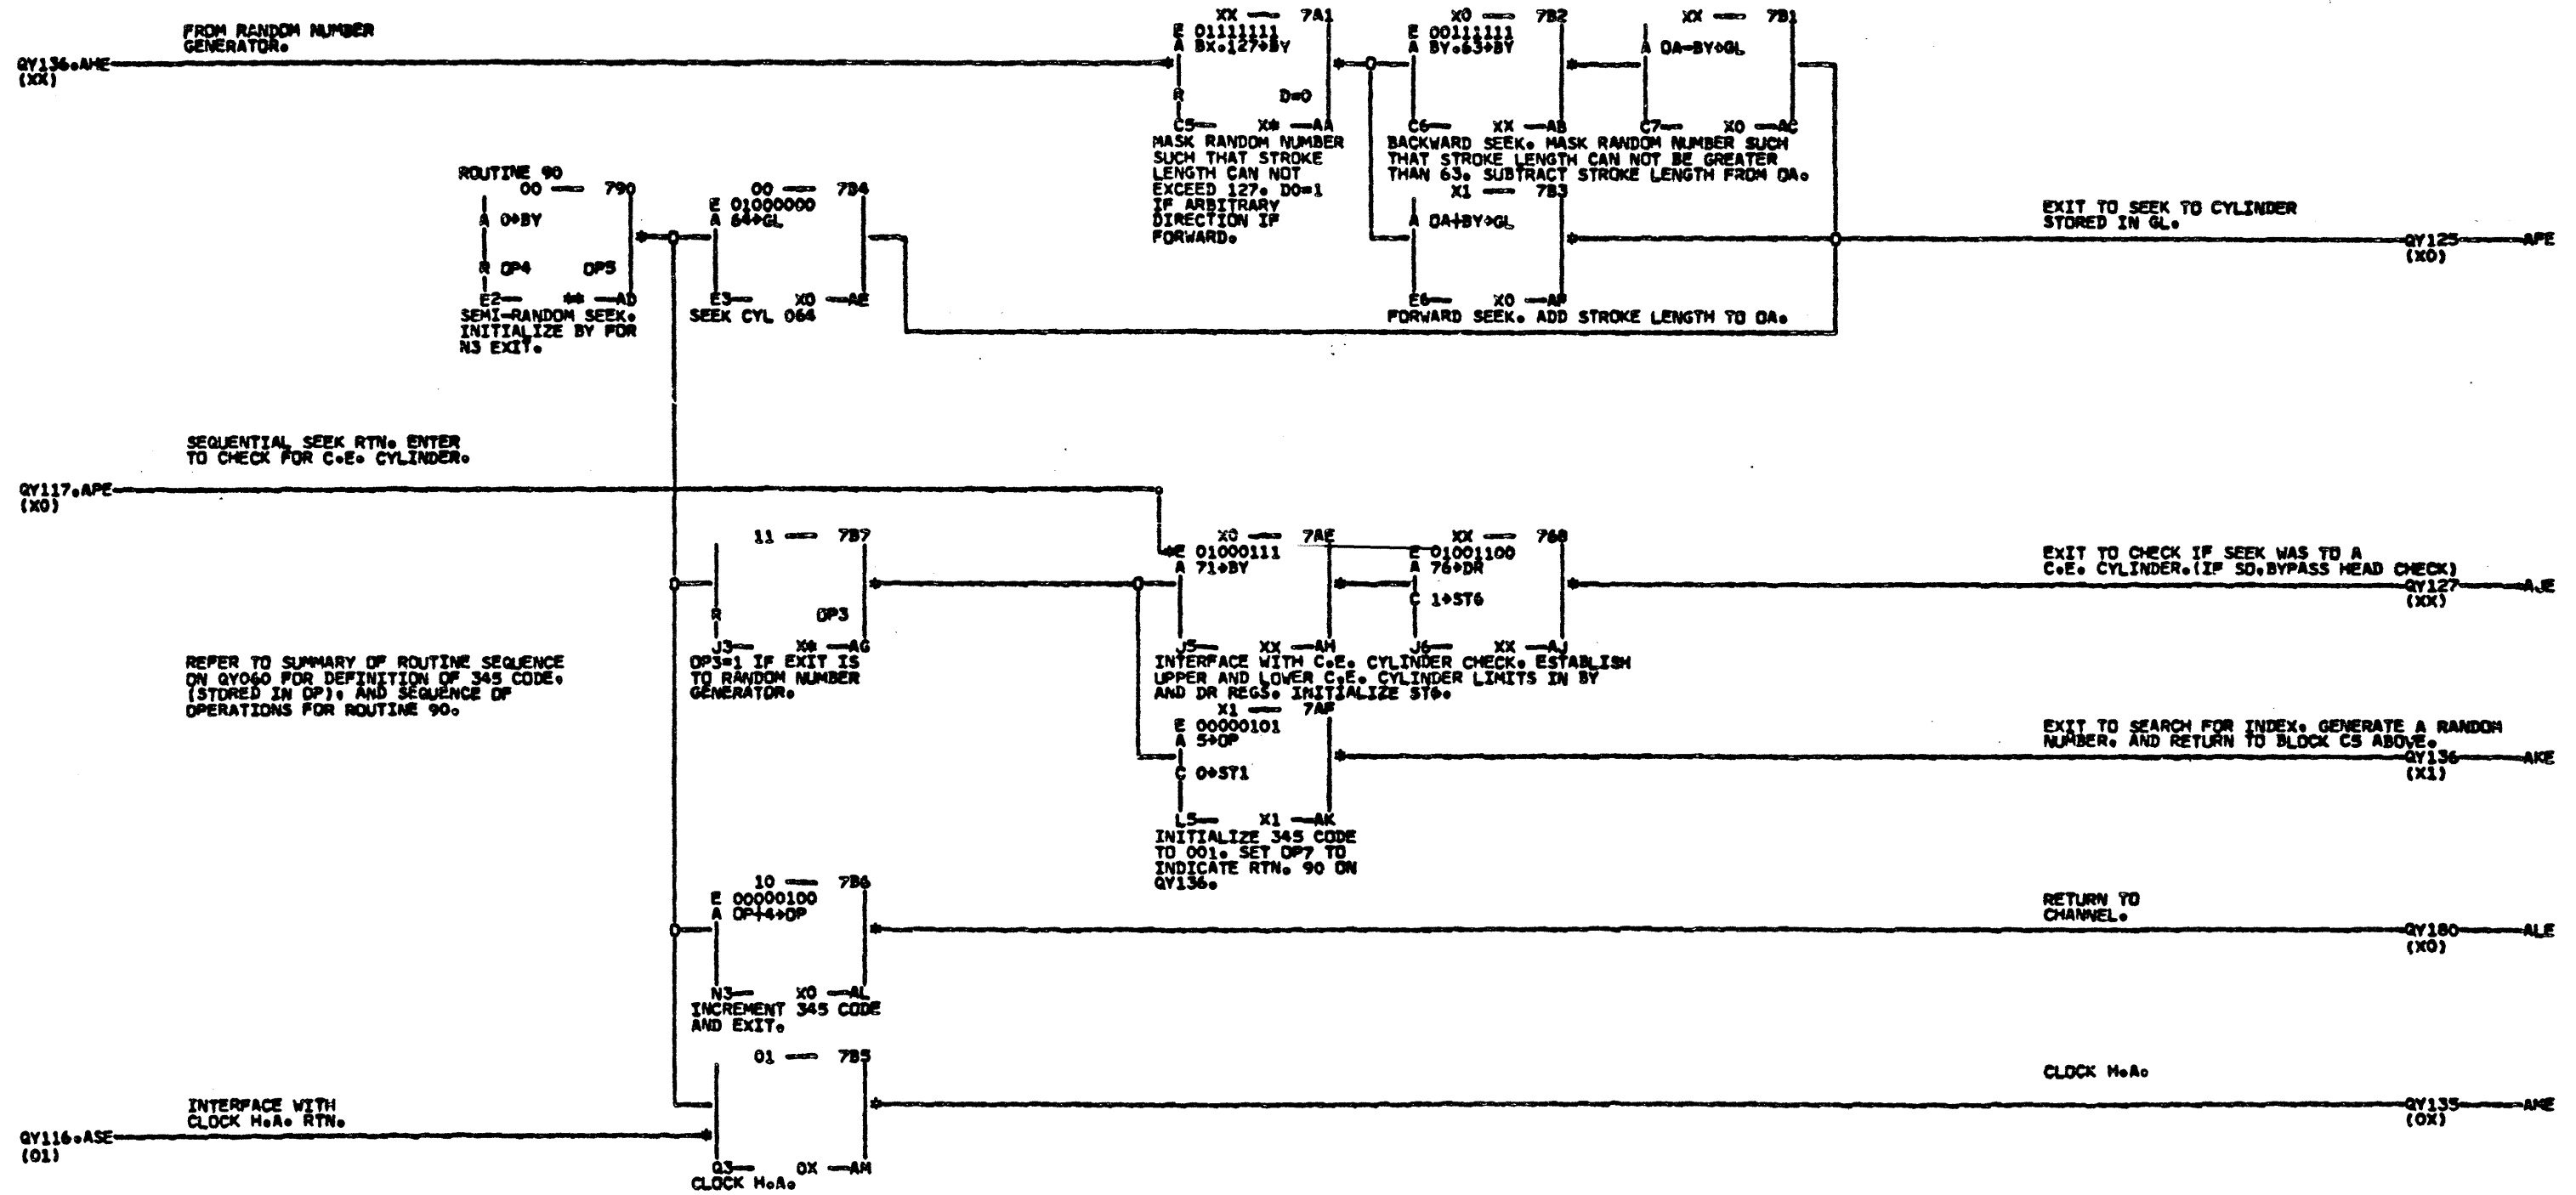 FROM RANDOM NUMBER
GENERATOR.
QY136.AHE
(XX)
XX — 7A1
E 01111111
A BX.127→BY
R D=0
C5— X* —AA
MASK RANDOM NUMBER
SUCH THAT STROKE
LENGTH CAN NOT
EXCEED 127. DO=1
IF ARBITRARY
DIRECTION IF
FORWARD.
X0 — 7B2
E 00111111
A BY.63→BY
C6— XX —AB
XX — 7B1
A OA-BY→GL
C7— X0 —AC
BACKWARD SEEK. MASK RANDOM NUMBER SUCH
THAT STROKE LENGTH CAN NOT BE GREATER
THAN 63. SUBTRACT STROKE LENGTH FROM OA.
X1 — 7B3
A OA+BY→GL
E6— X0 —AF
FORWARD SEEK. ADD STROKE LENGTH TO OA.
ROUTINE 90
00 — 790
A 0→BY
R OP4 OP5
E2— ** —AD
SEMI-RANDOM SEEK.
INITIALIZE BY FOR
N3 EXIT.
00 — 7B4
E 01000000
A 64→GL
E3— X0 —AE
SEEK CYL 064
EXIT TO SEEK TO CYLINDER
STORED IN GL.
QY125 —APE
(X0)
SEQUENTIAL SEEK RTN. ENTER
TO CHECK FOR C.E. CYLINDER.
QY117.APE
(X0)
11 — 7B7
R OP3
J3— X* —AG
OP3=1 IF EXIT IS
TO RANDOM NUMBER
GENERATOR.
X0 — 7AE
E 01000111
A 71→BY
J5— XX —AH
XX — 768
E 01001100
A 76→DR
C 1→ST6
J6— XX —AJ
INTERFACE WITH C.E. CYLINDER CHECK. ESTABLISH
UPPER AND LOWER C.E. CYLINDER LIMITS IN BY
AND DR REGS. INITIALIZE ST6.
EXIT TO CHECK IF SEEK WAS TO A
C.E. CYLINDER.(IF SO,BYPASS HEAD CHECK)
QY127 —AJE
(XX)
REFER TO SUMMARY OF ROUTINE SEQUENCE
ON QY060 FOR DEFINITION OF 345 CODE.
(STORED IN OP). AND SEQUENCE OF
OPERATIONS FOR ROUTINE 90.
X1 — 7AF
E 00000101
A 5→OP
C 0→ST1
L5— X1 —AK
INITIALIZE 345 CODE
TO 001. SET OP7 TO
INDICATE RTN. 90 ON
QY136.
EXIT TO SEARCH FOR INDEX. GENERATE A RANDOM
NUMBER. AND RETURN TO BLOCK C5 ABOVE.
QY136 —AKE
(X1)
10 — 7B6
E 00000100
A OP+4→OP
N3— X0 —AL
INCREMENT 345 CODE
AND EXIT.
RETURN TO
CHANNEL.
QY180 —ALE
(X0)
01 — 7B5
Q3— 0X —AM
CLOCK H.A.
INTERFACE WITH
CLOCK H.A. RTN.
QY116.ASE
(01)
CLOCK H.A.
QY135 —AME
(0X)